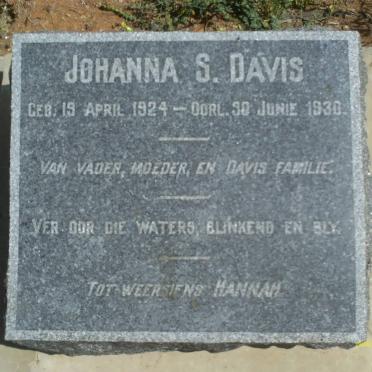 JOHANNA S. DAVIS
GEB. 19 APRIL 1924 — OORL. 30 JUNIE 1930.
VAN VADER, MOEDER, EN DAVIS FAMILIE.
VER OOR DIE WATERS, BLINKEND EN BLY.
TOT WEERSIENS HANNAH.